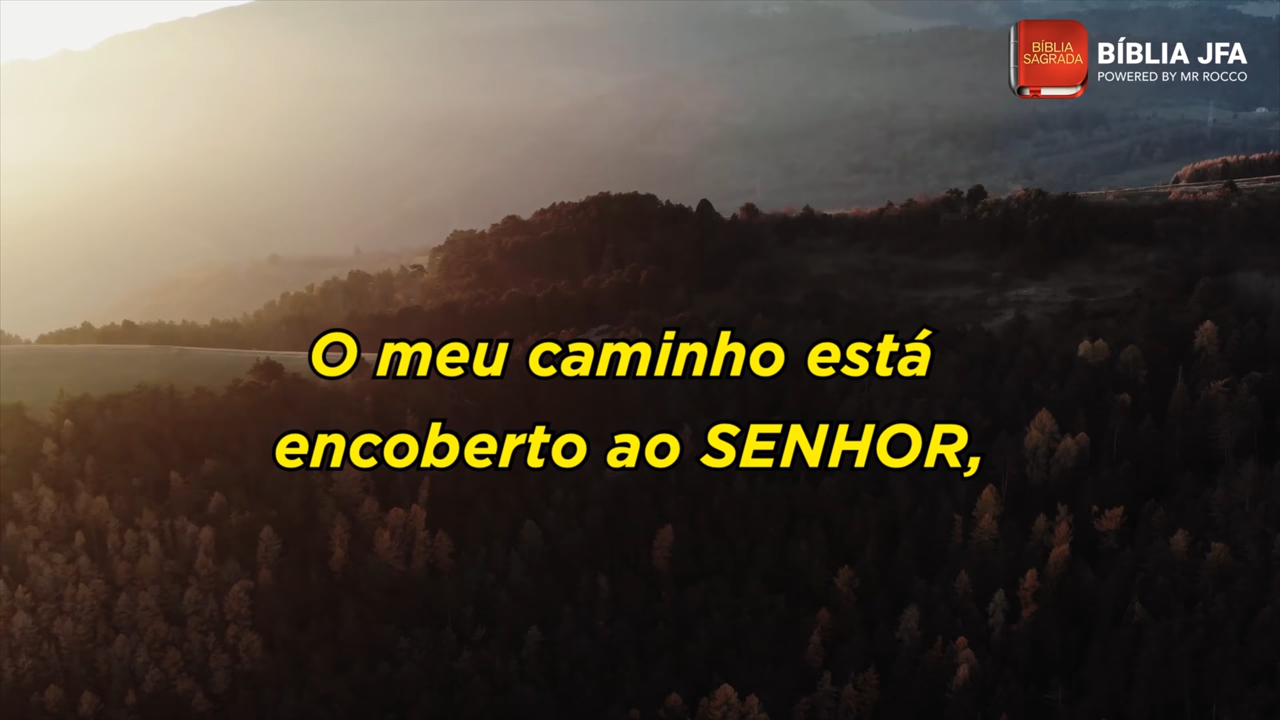 BÍBLIA
SAGRADA
BÍBLIA JFA
POWERED BY MR ROCCO
O meu caminho está
encoberto ao SENHOR,